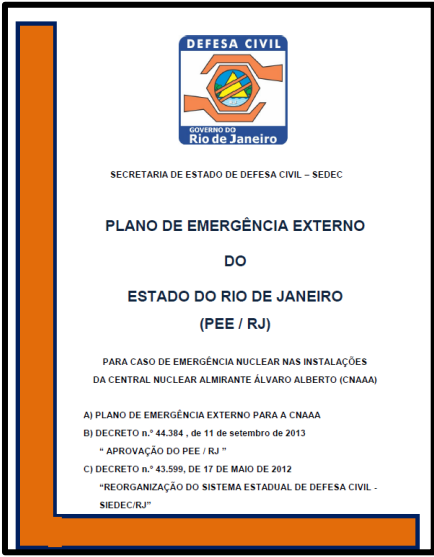 DEFESA CIVIL
GOVERNO DO
Rio de Janeiro
SECRETARIA DE ESTADO DE DEFESA CIVIL – SEDEC
PLANO DE EMERGÊNCIA EXTERNO
DO
ESTADO DO RIO DE JANEIRO
(PEE / RJ)
PARA CASO DE EMERGÊNCIA NUCLEAR NAS INSTALAÇÕES
DA CENTRAL NUCLEAR ALMIRANTE ÁLVARO ALBERTO (CNAAA)
A) PLANO DE EMERGÊNCIA EXTERNO PARA A CNAAA
B) DECRETO n.º 44.384 , de 11 de setembro de 2013
“ APROVAÇÃO DO PEE / RJ ”
C) DECRETO n.º 43.599, DE 17 DE MAIO DE 2012
“REORGANIZAÇÃO DO SISTEMA ESTADUAL DE DEFESA CIVIL -
SIEDEC/RJ”